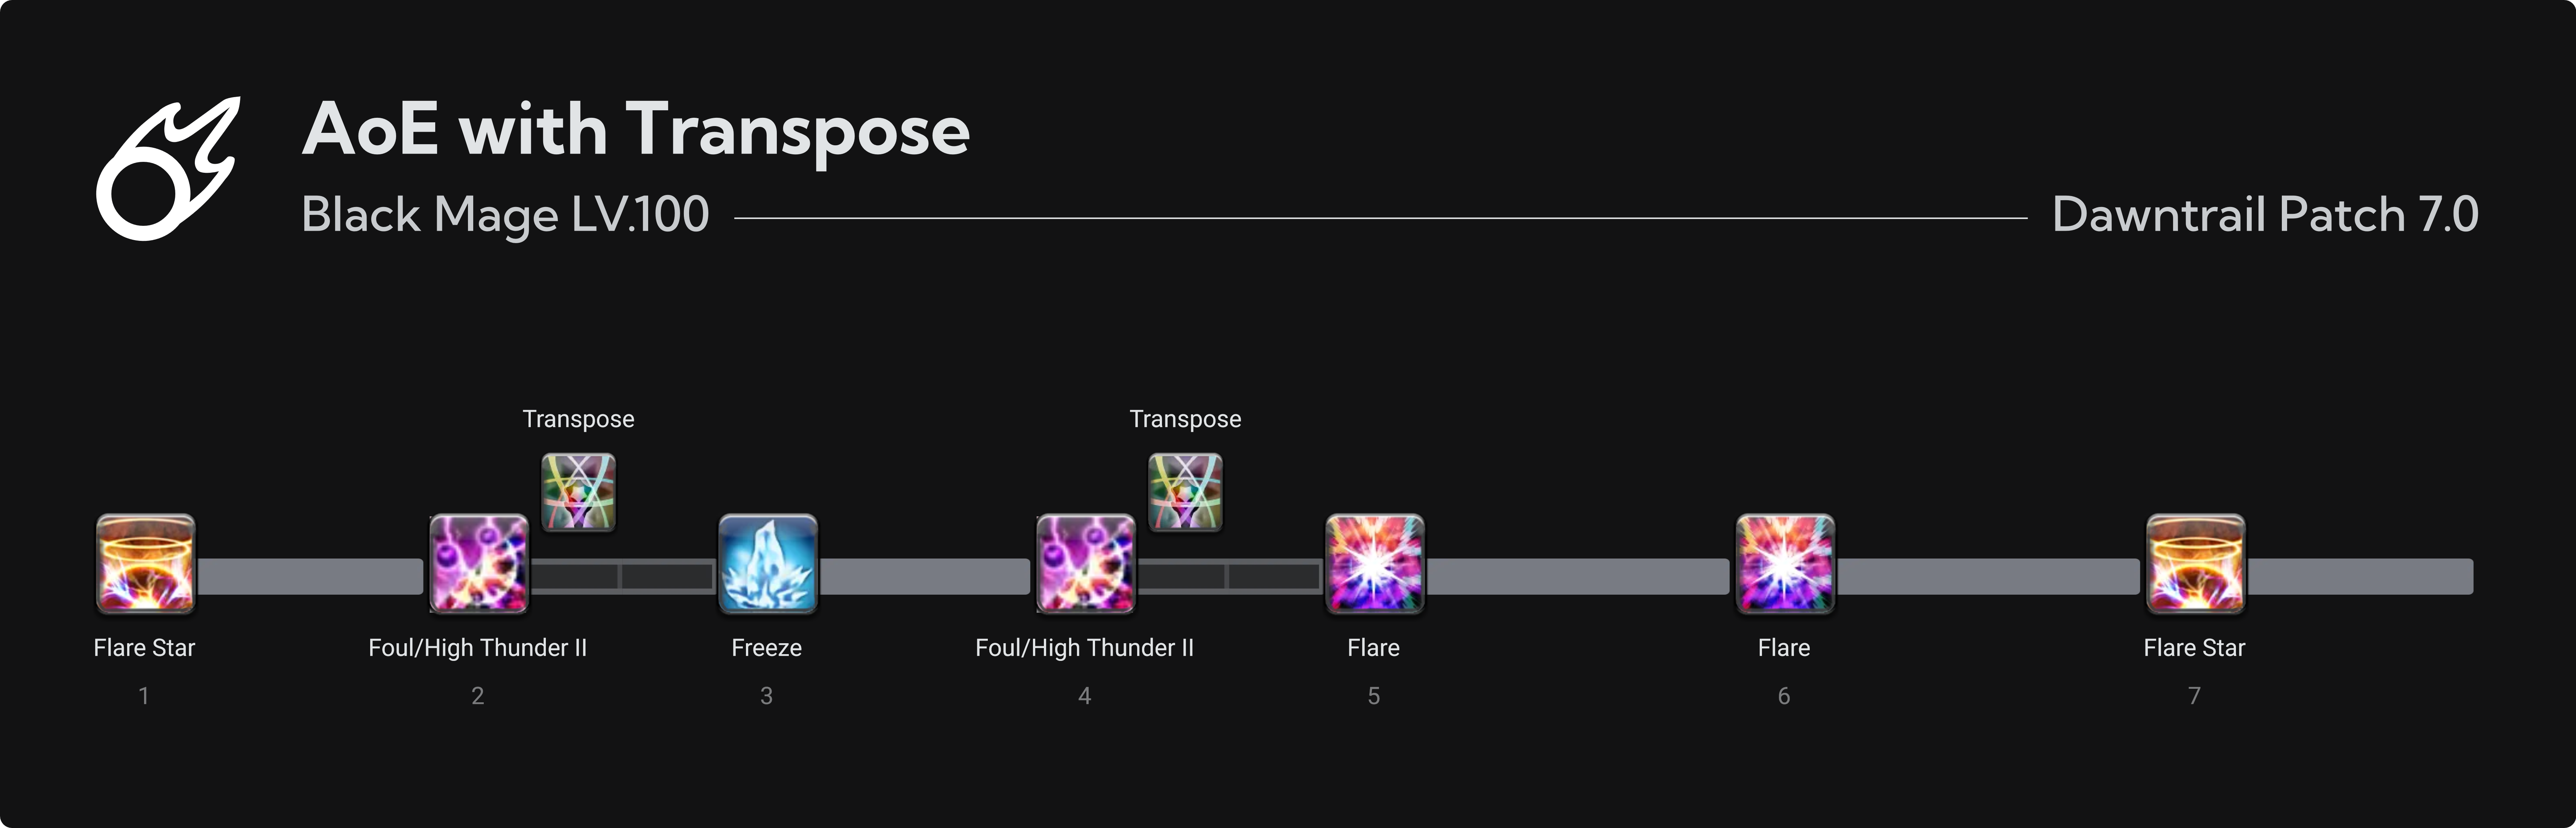 AoE with Transpose
Black Mage LV.100
Dawntrail Patch 7.0
Transpose
Transpose
Flare Star
Foul/High Thunder II
Freeze
Foul/High Thunder II
Flare
Flare
Flare Star
1
2
3
4
5
6
7